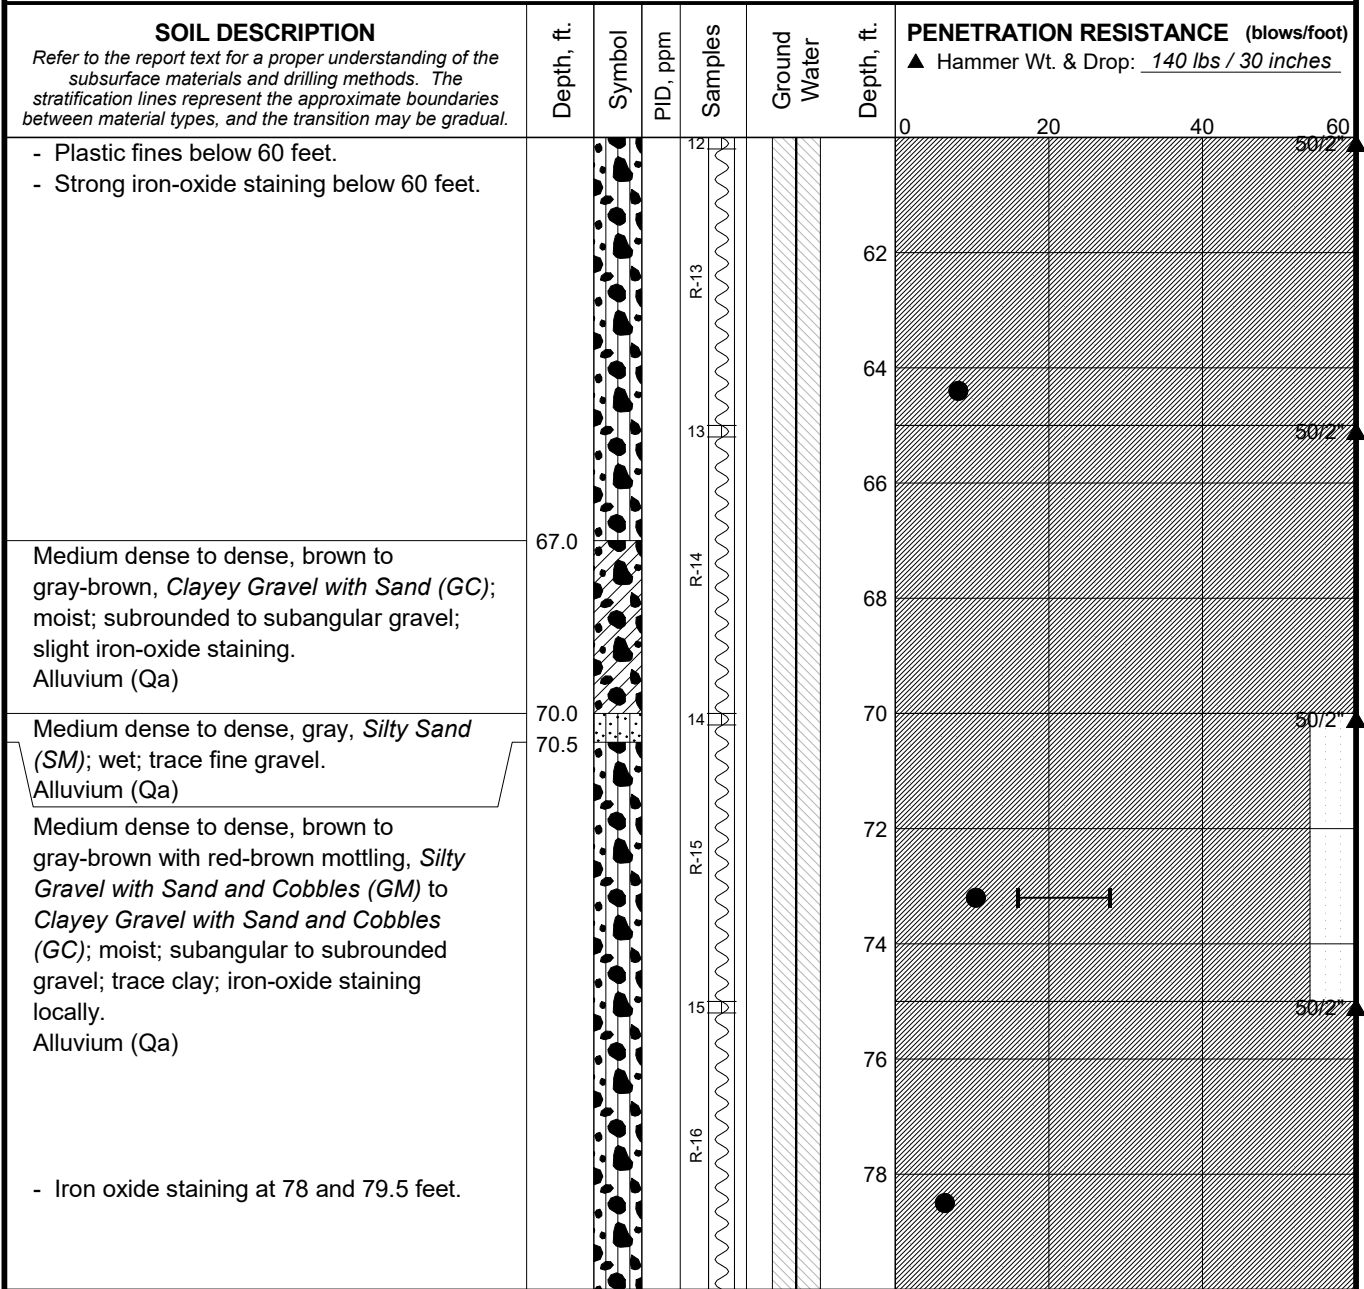 SOIL DESCRIPTION
Refer to the report text for a proper understanding of the
subsurface materials and drilling methods. The
stratification lines represent the approximate boundaries
between material types, and the transition may be gradual.
Depth, ft.
Symbol
PID, ppm
Samples
Ground
Water
Depth, ft.
PENETRATION RESISTANCE (blows/foot)
▲ Hammer Wt. & Drop: 140 lbs / 30 inches
0 20 40 60
- Plastic fines below 60 feet.
- Strong iron-oxide staining below 60 feet.
12
50/2"
62
R-13
64
13
50/2"
66
67.0
Medium dense to dense, brown to
gray-brown, Clayey Gravel with Sand (GC);
moist; subrounded to subangular gravel;
slight iron-oxide staining.
Alluvium (Qa)
R-14
68
70.0
14
70
50/2"
Medium dense to dense, gray, Silty Sand
(SM); wet; trace fine gravel.
Alluvium (Qa)
70.5
Medium dense to dense, brown to
gray-brown with red-brown mottling, Silty
Gravel with Sand and Cobbles (GM) to
Clayey Gravel with Sand and Cobbles
(GC); moist; subangular to subrounded
gravel; trace clay; iron-oxide staining
locally.
Alluvium (Qa)
72
R-15
74
15
50/2"
76
R-16
78
- Iron oxide staining at 78 and 79.5 feet.